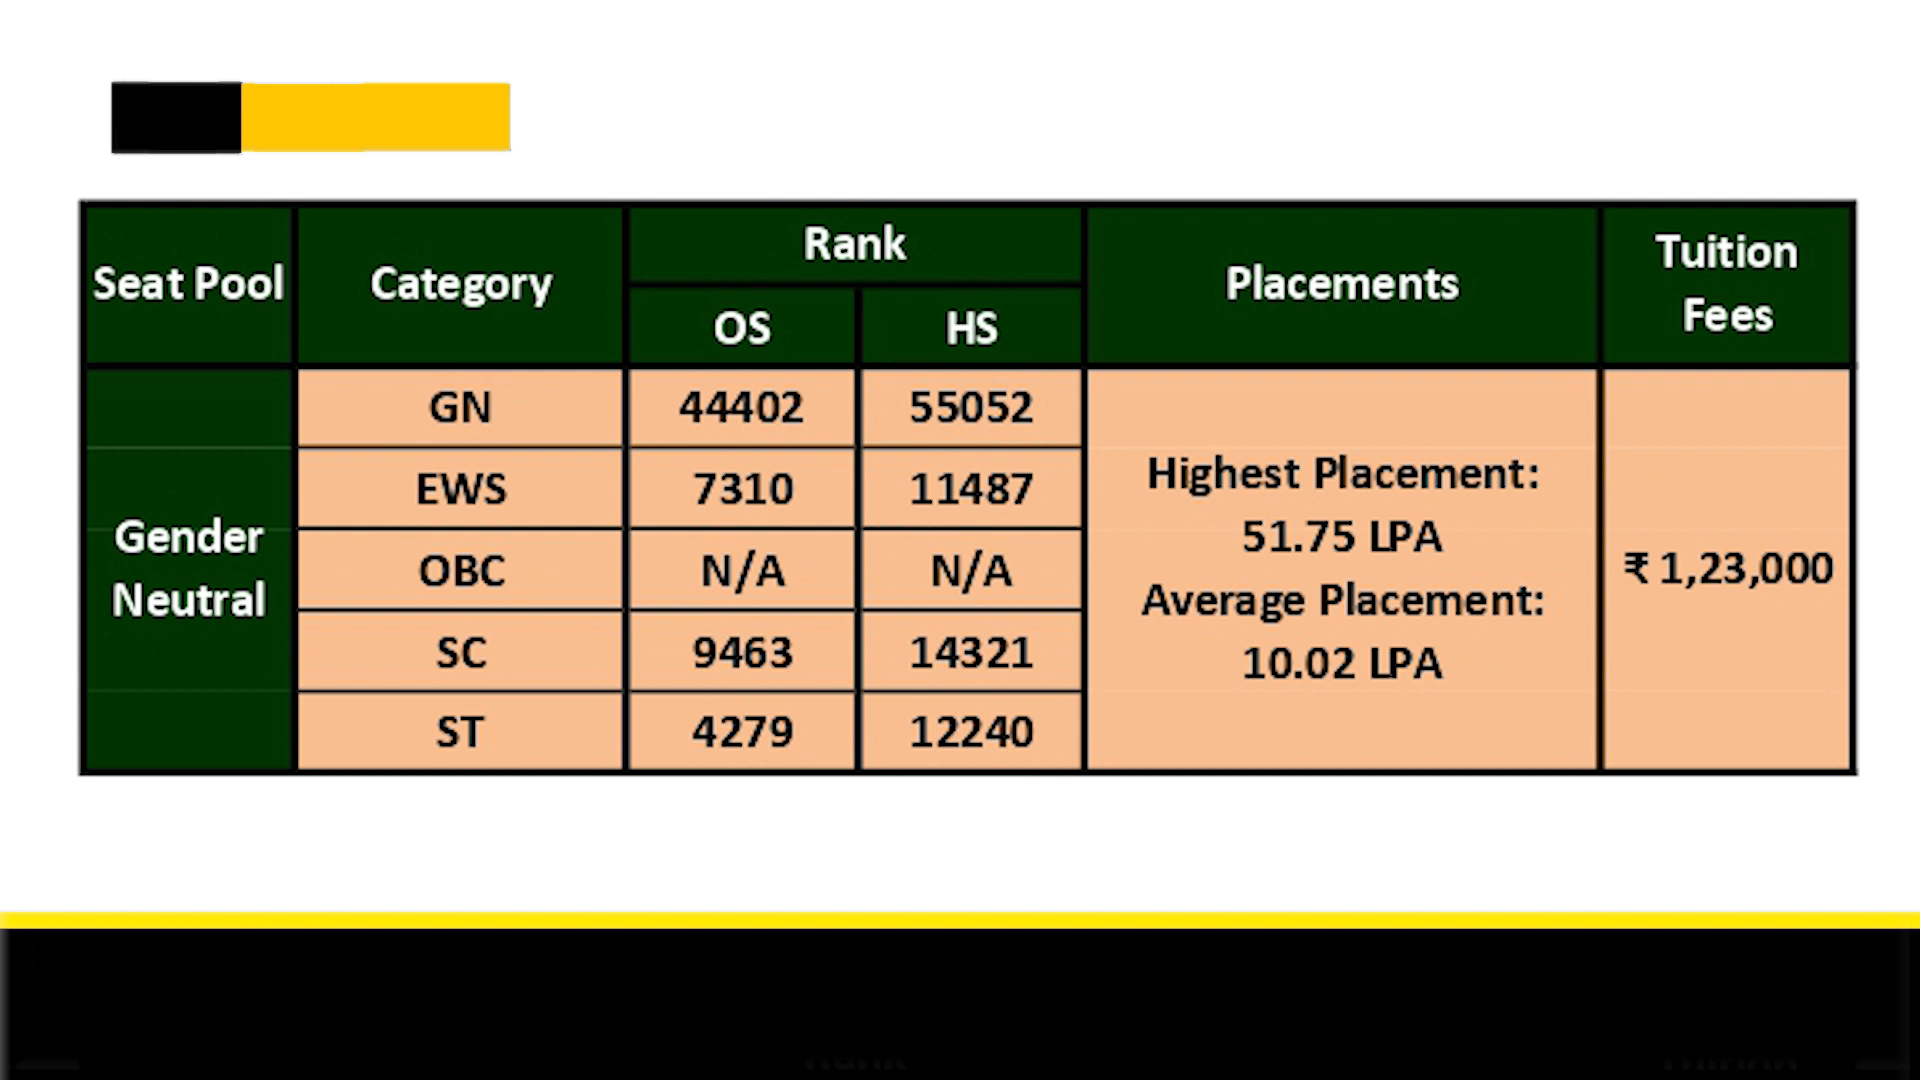 Seat Pool
Category
Rank
OS
HS
Placements
Tuition
Fees
Gender
Neutral
GN 44402 55052
EWS 7310 11487
OBC N/A N/A
SC 9463 14321
ST 4279 12240
Highest Placement:
51.75 LPA
Average Placement:
10.02 LPA
₹ 1,23,000